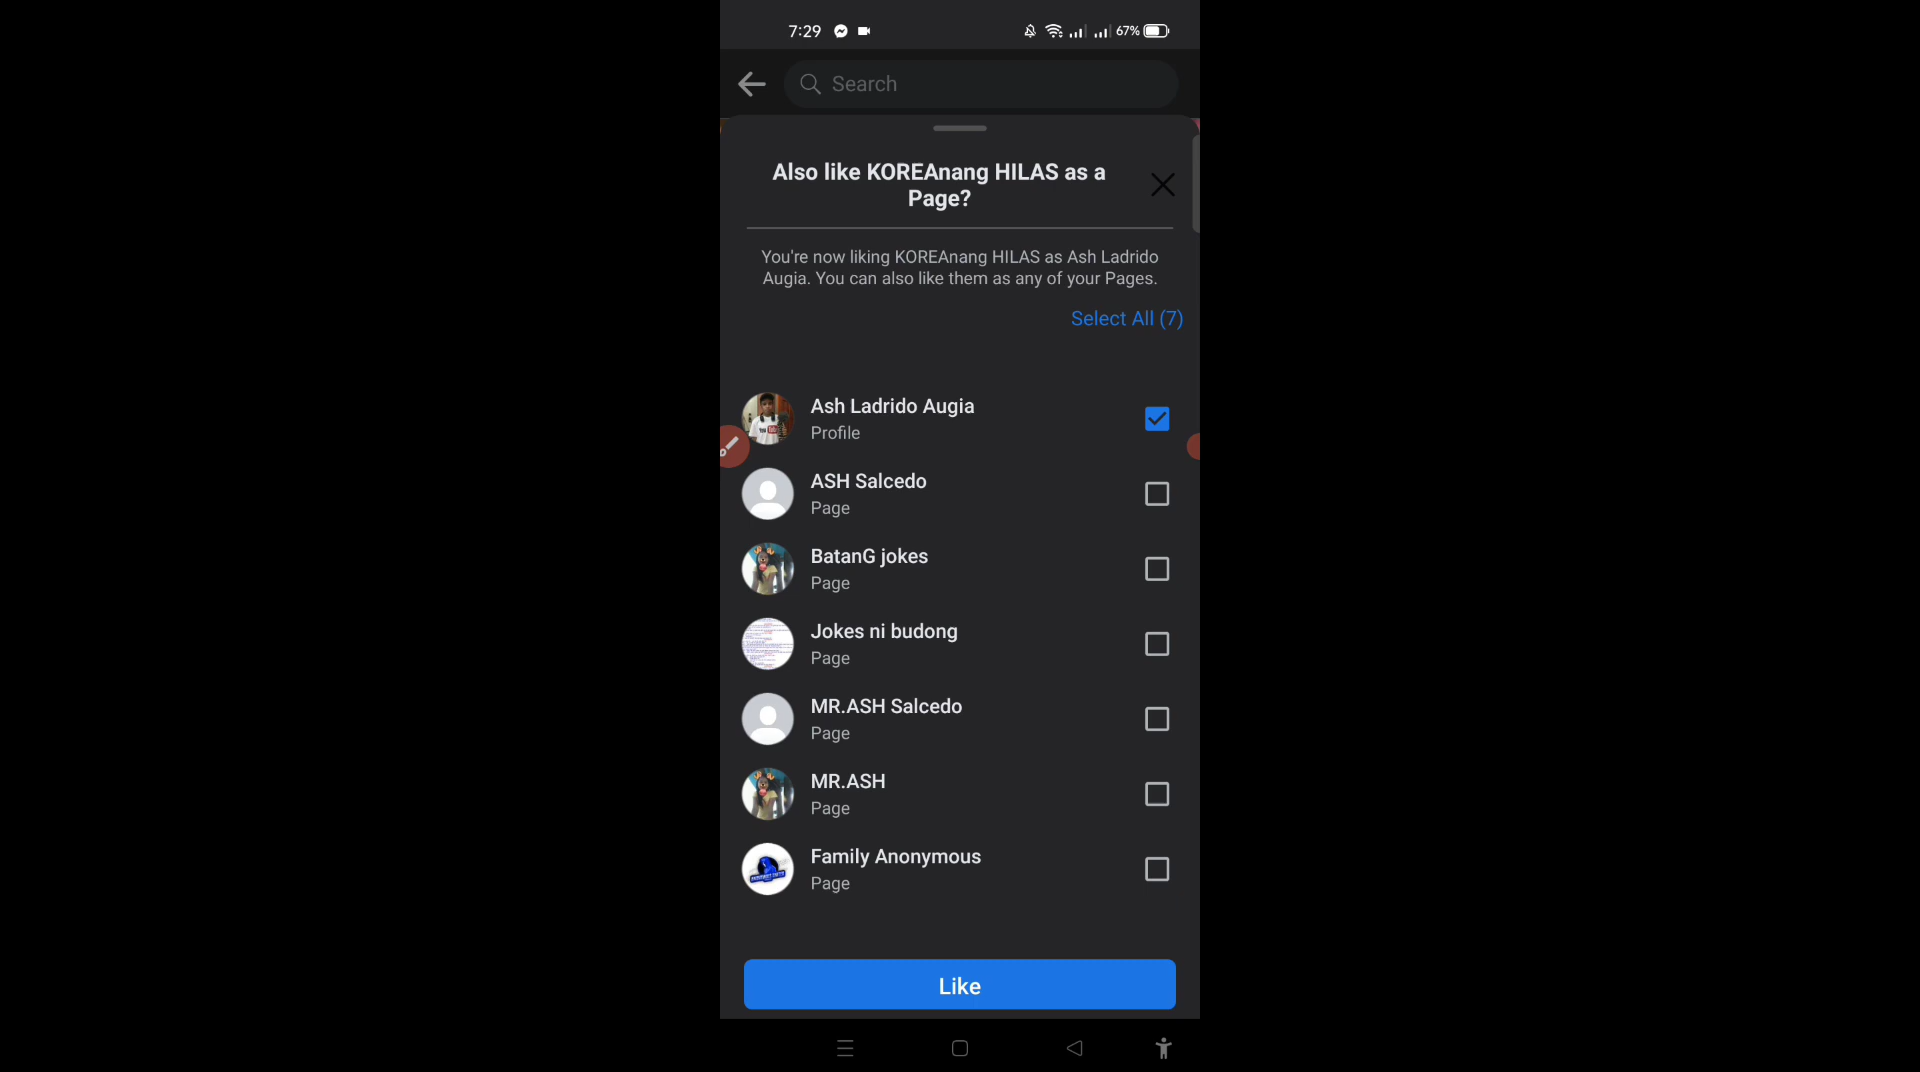 7:29
67%
Search
Also like KOREAnang HILAS as a
Page?
You're now liking KOREAnang HILAS as Ash Ladrido
Augia. You can also like them as any of your Pages.
Select All (7)
Ash Ladrido Augia
Profile
ASH Salcedo
Page
BatanG jokes
Page
Jokes ni budong
Page
MR.ASH Salcedo
Page
MR.ASH
Page
Family Anonymous
Page
Like